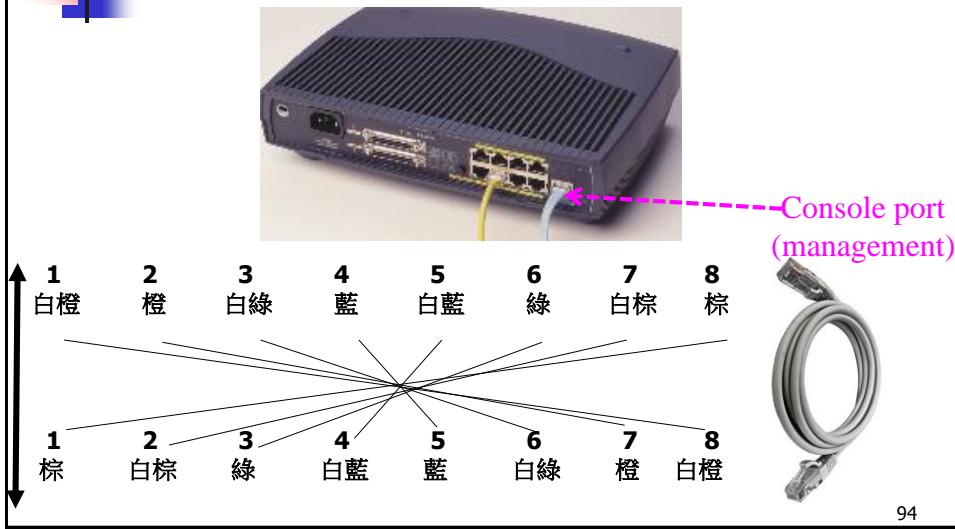 Console port
(management)
1 2 3 4 5 6 7 8
白橙 橙 白綠 藍 白藍 綠 白棕 棕
1 2 3 4 5 6 7 8
棕 白棕 綠 白藍 藍 白綠 橙 白橙
94